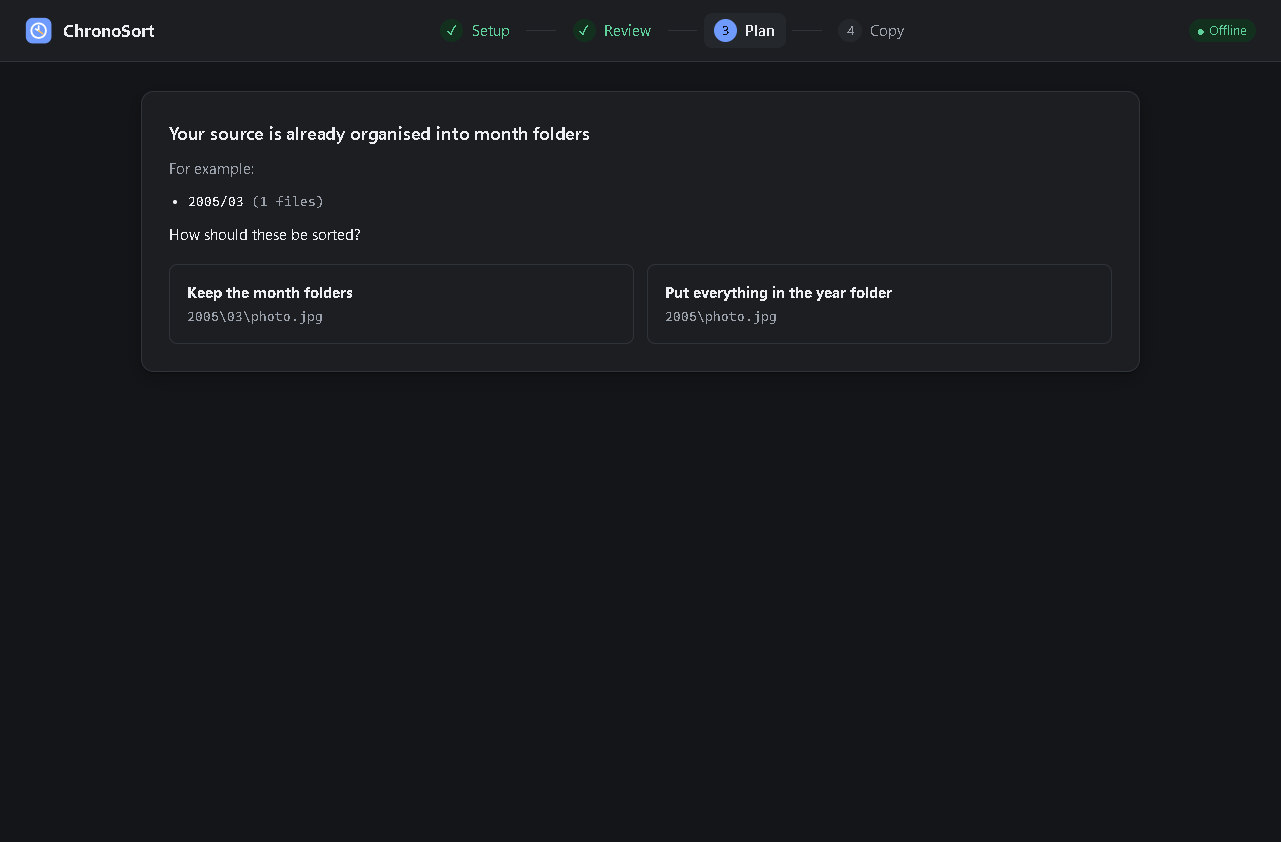 ChronoSort
✓ Setup
✓ Review
3 Plan
4 Copy
● Offline
Your source is already organised into month folders
For example:
• 2005/03 (1 files)
How should these be sorted?
Keep the month folders
2005\03\photo.jpg
Put everything in the year folder
2005\photo.jpg